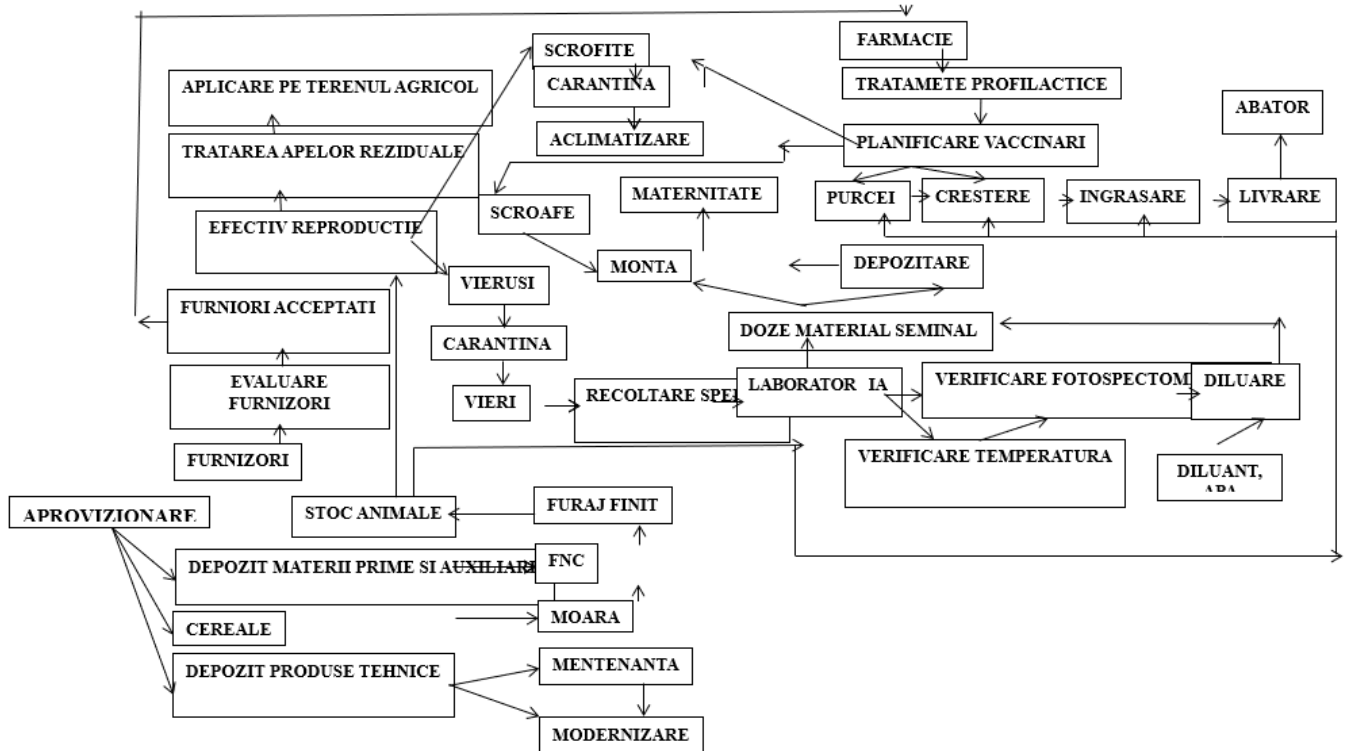 FARMACIE
SCROFITE
CARANTINA
TRATAMETE PROFILACTICE
APLICARE PE TERENUL AGRICOL
ABATOR
ACLIMATIZARE
PLANIFICARE VACCINARI
TRATAREA APELOR REZIDUALE
MATERNITATE
PURCEI
CRESTERE
INGRASARE
LIVRARE
SCROAFE
EFECTIV REPRODUCTIE
MONTA
DEPOZITARE
VIERUSI
FURNIORI ACCEPTATI
DOZE MATERIAL SEMINAL
CARANTINA
EVALUARE
FURNIZORI
VIERI
RECOLTARE
LABORATOR
VERIFICARE
DILUARE
FURNIZORI
VERIFICARE TEMPERATURA
DILUANT,
APA
APROVIZIONARE
STOC ANIMALE
FURAJ FINIT
DEPOZIT MATERII PRIME SI AUXILIARE
FNC
MOARA
CEREALE
DEPOZIT PRODUSE TEHNICE
MENTENANTA
MODERNIZARE